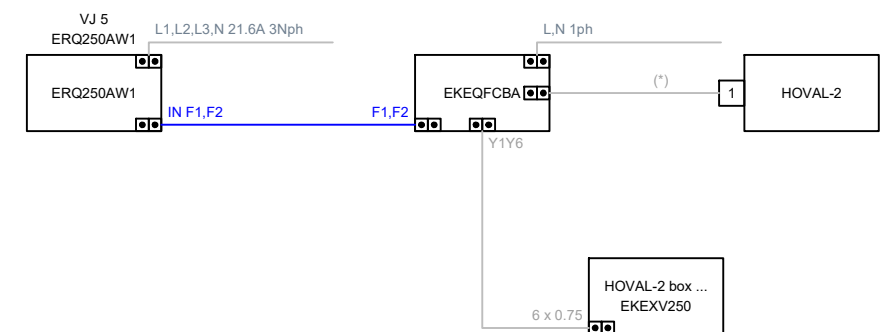 VJ 5
ERQ250AW1
L1,L2,L3,N 21.6A 3Nph
L,N 1ph
ERQ250AW1
EKEQFCBA
(*)
1
HOVAL-2
IN F1,F2
F1,F2
Y1Y6
HOVAL-2 box ...
EKEXV250
6 x 0.75